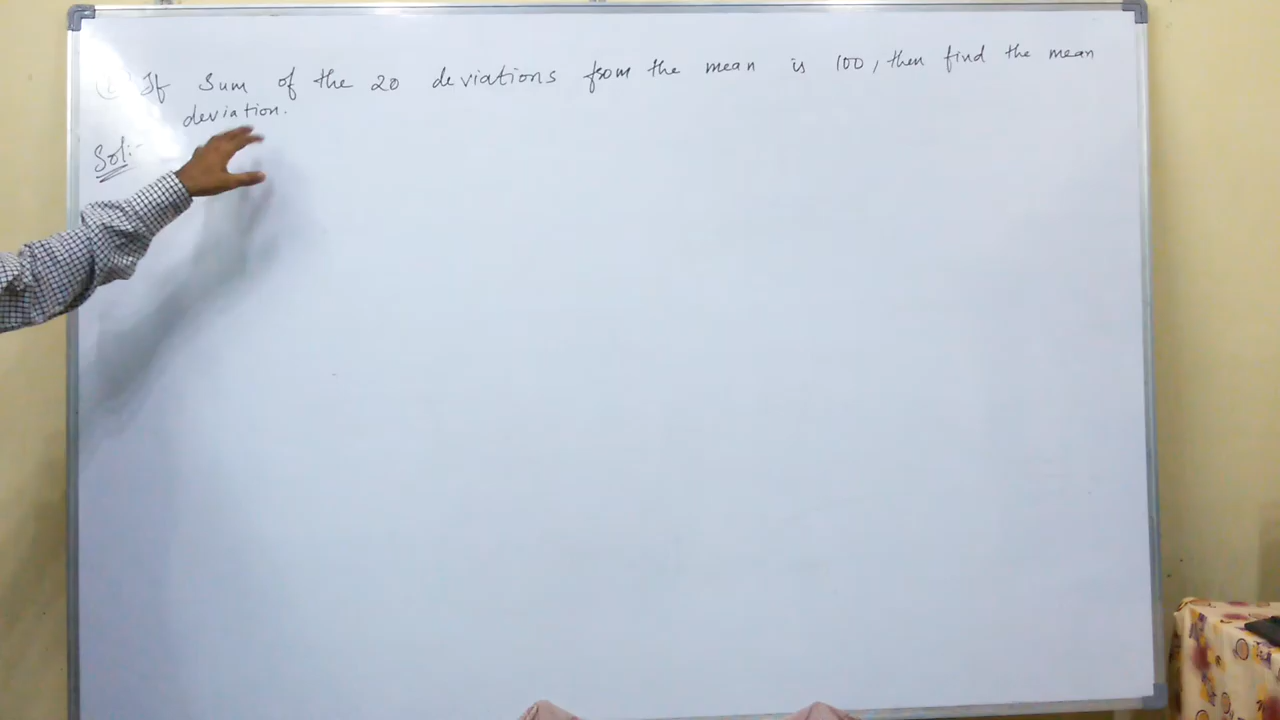 If Sum of the 20 deviations from the mean is 100, then find the mean
deviation.
Sol:-